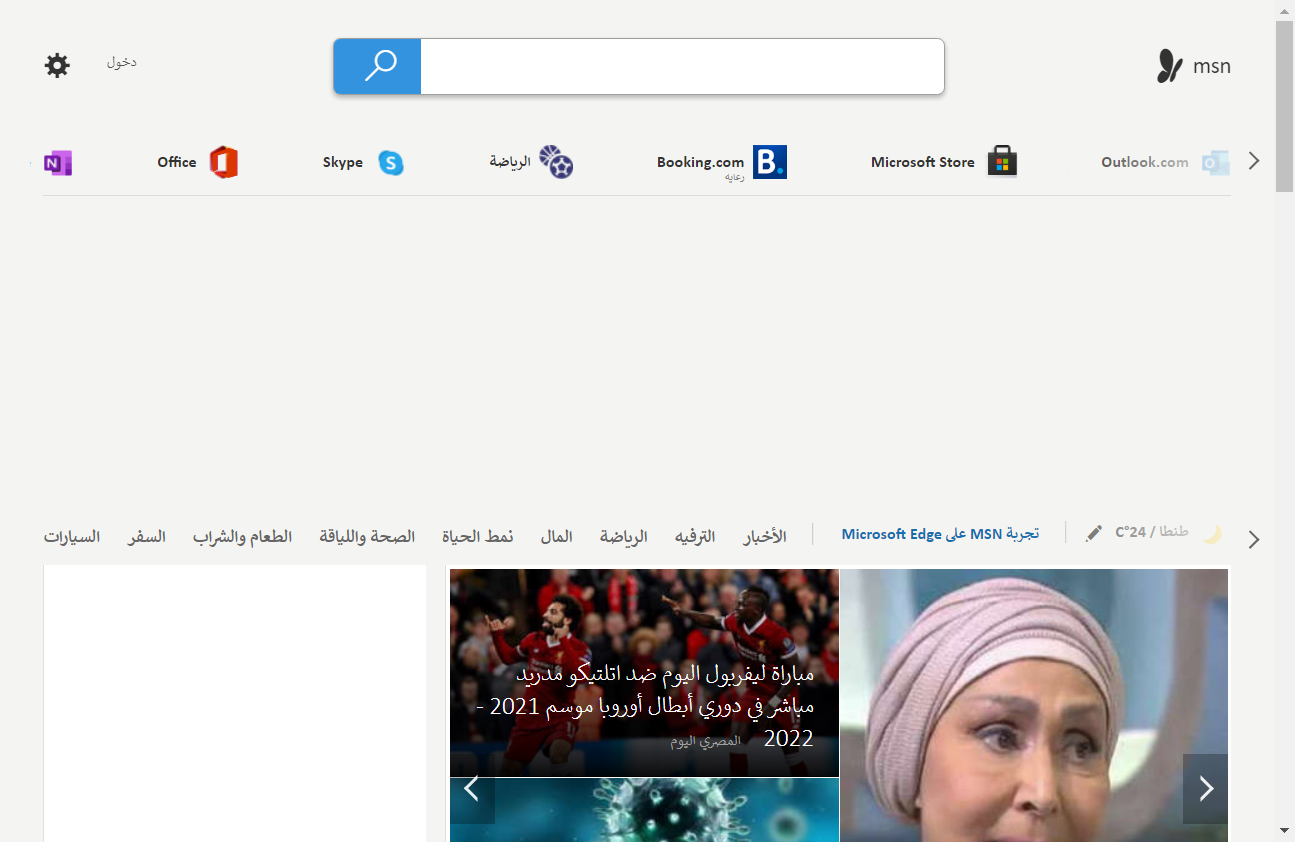 msn
دخول
Outlook.com
Microsoft Store
Booking.com
رعايه
الرياضة
Skype
Office
طنطا / 24°C
تجربة MSN على Microsoft Edge
الأخبار
الترفيه
الرياضة
المال
نمط الحياة
الصحة واللياقة
الطعام والشراب
السفر
السيارات
مباراة ليفربول اليوم ضد اتلتيكو مدريد
مباشر في دوري أبطال أوروبا موسم 2021 -
2022 المصري اليوم